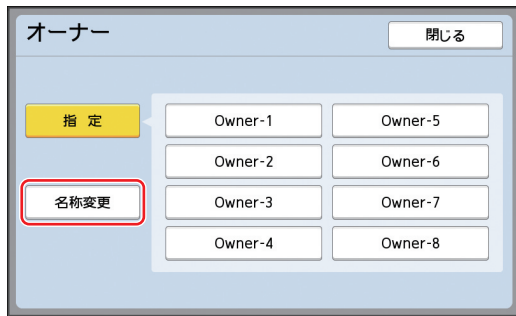 オーナー
閉じる
指 定
Owner-1
Owner-5
Owner-2
Owner-6
名称変更
Owner-3
Owner-7
Owner-4
Owner-8